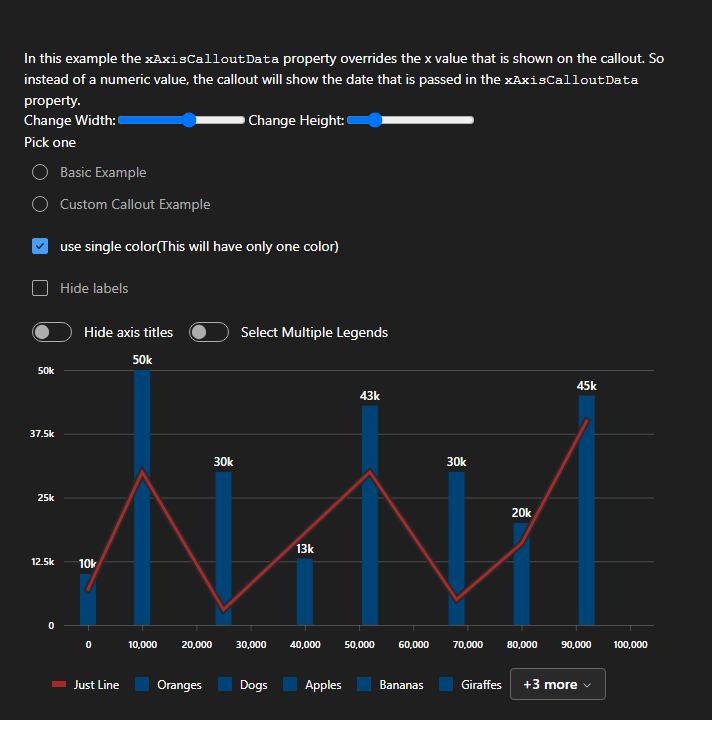 In this example the xAxisCalloutData property overrides the x value that is shown on the callout. So
instead of a numeric value, the callout will show the date that is passed in the xAxisCalloutData
property.
Change Width: Change Height:
Pick one
Basic Example
Custom Callout Example
use single color(This will have only one color)
Hide labels
Hide axis titles Select Multiple Legends
50k
50k
45k
43k
37.5k
30k
30k
25k
20k
13k
12.5k
10k
0
0 10,000 20,000 30,000 40,000 50,000 60,000 70,000 80,000 90,000 100,000
Just Line Oranges Dogs Apples Bananas Giraffes +3 more